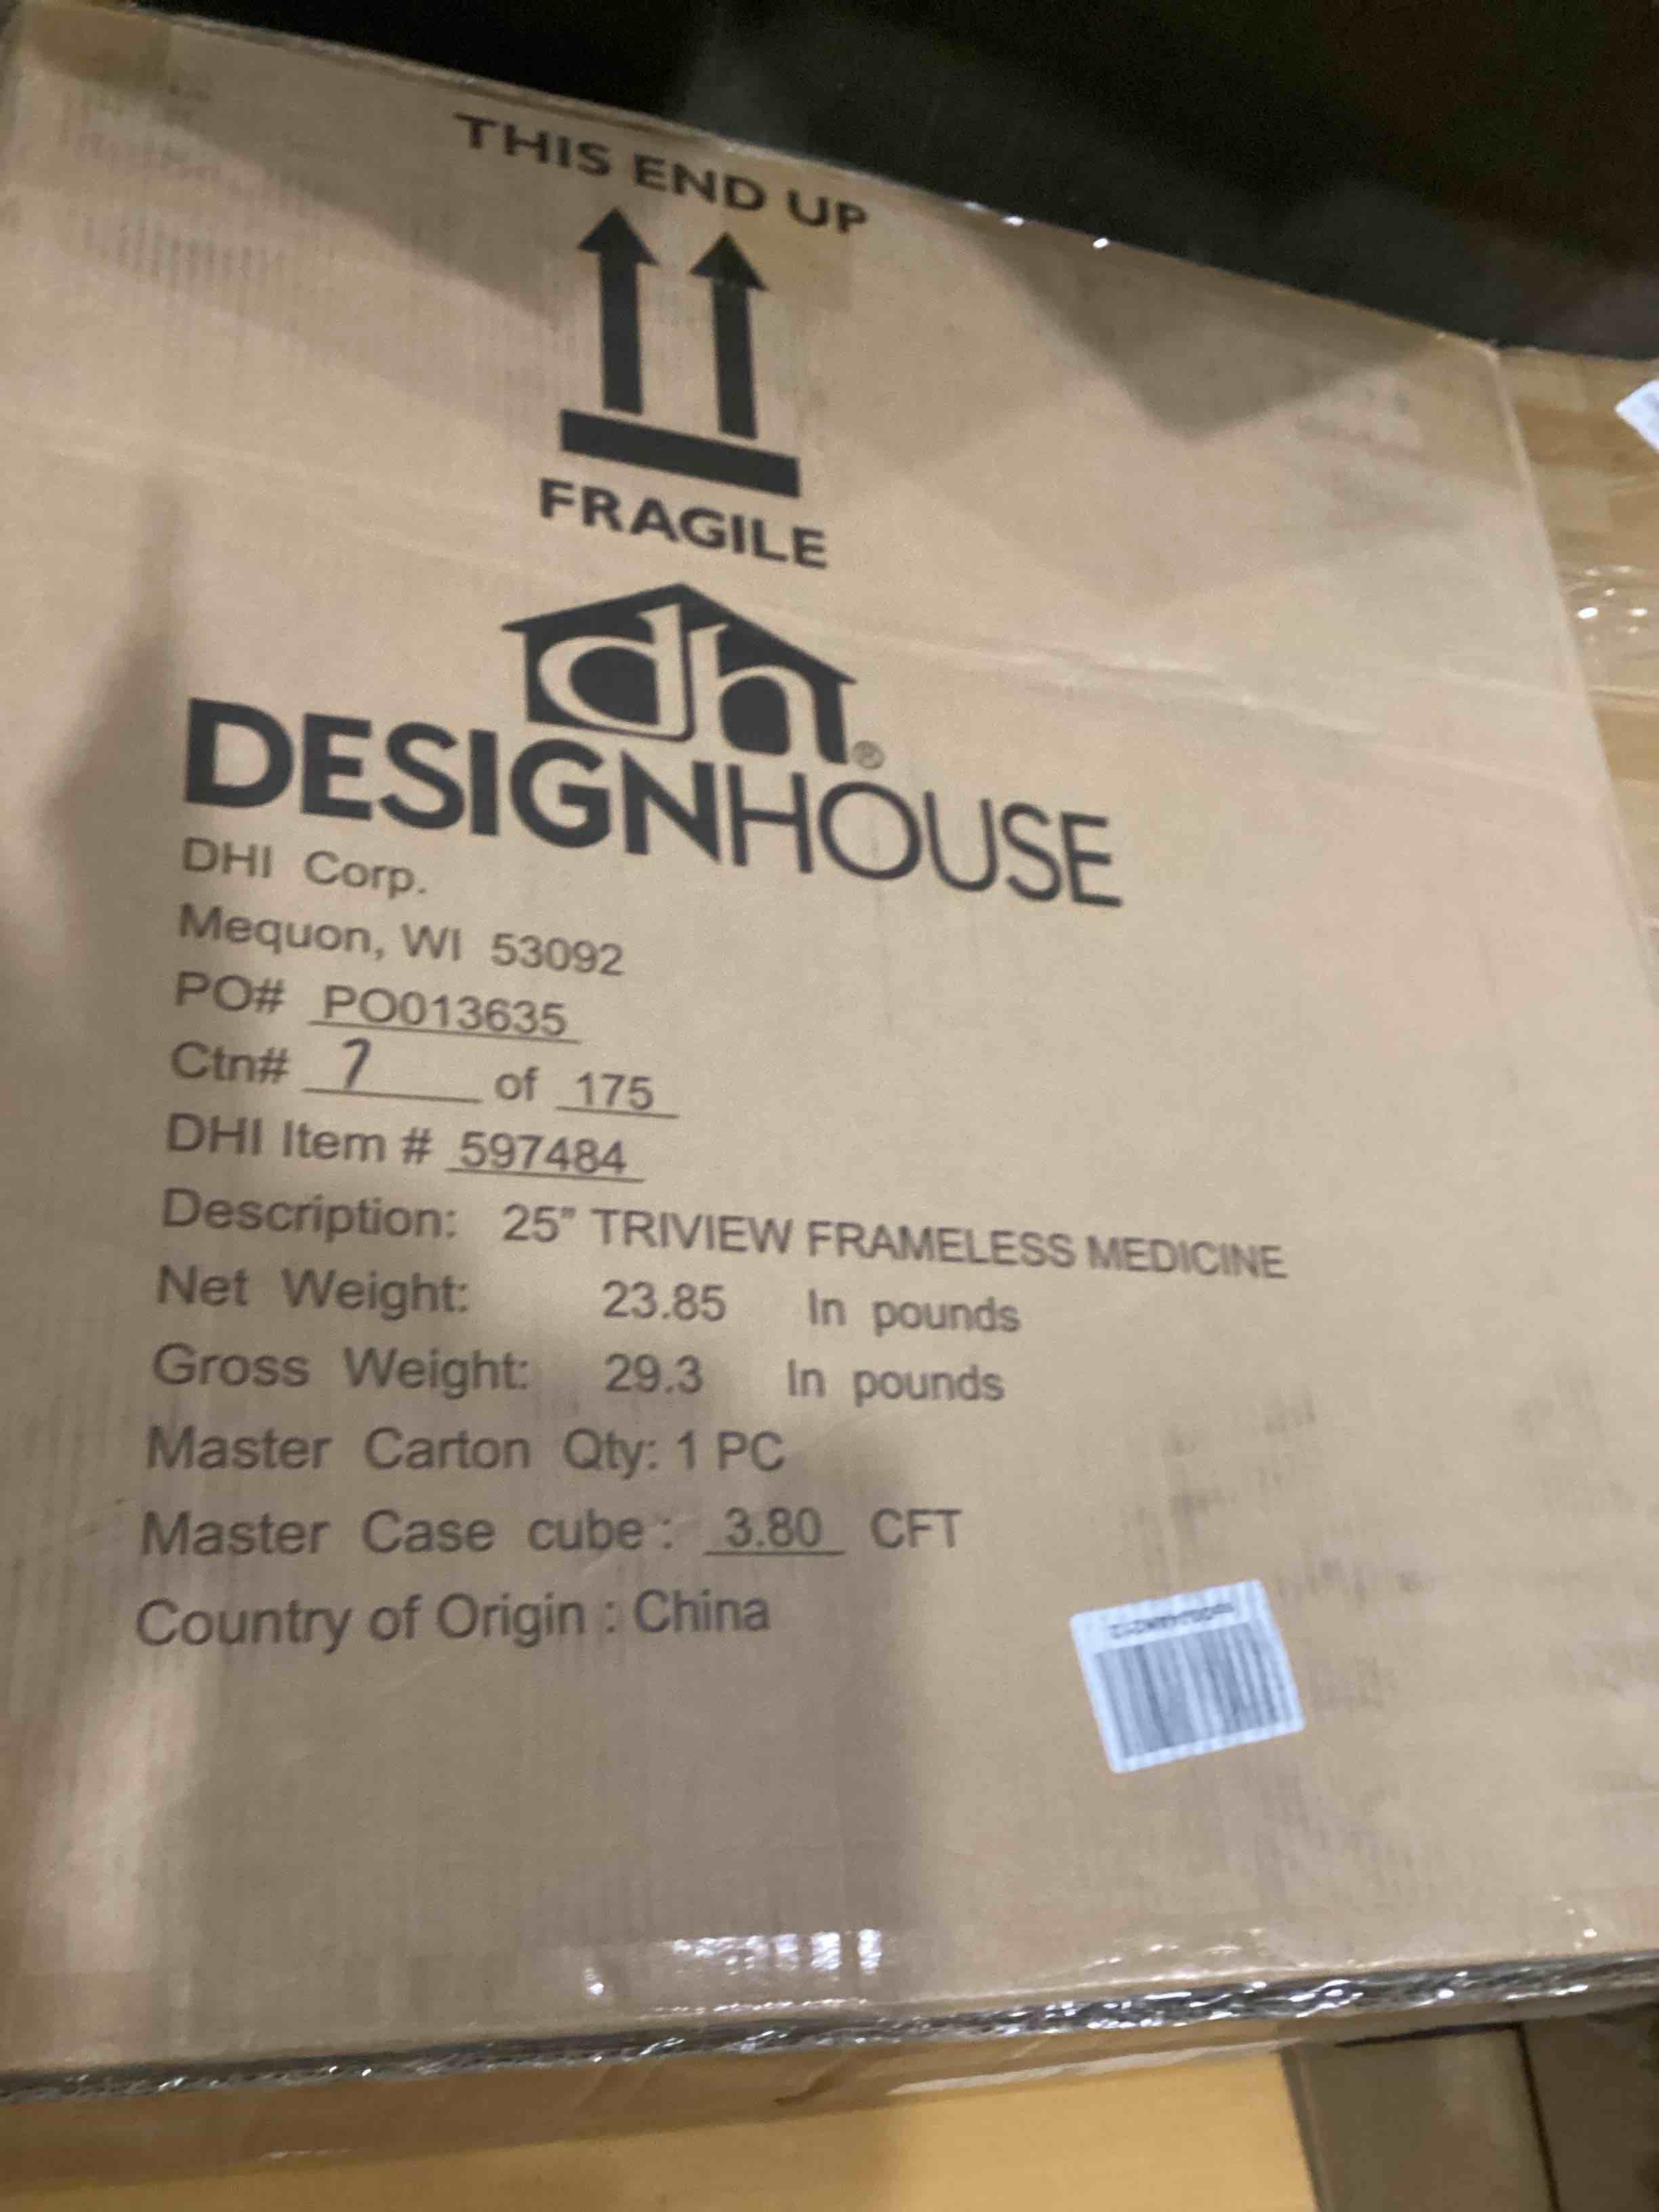 THIS END UP
FRAGILE
dh®
DESIGNHOUSE
DHI Corp.
Mequon, WI 53092
PO# PO013635
Ctn# 7 of 175
DHI Item # 597484
Description: 25" TRIVIEW FRAMELESS MEDICINE
Net Weight: 23.85 In pounds
Gross Weight: 29.3 In pounds
Master Carton Qty: 1 PC
Master Case cube: 3.80 CFT
Country of Origin : China